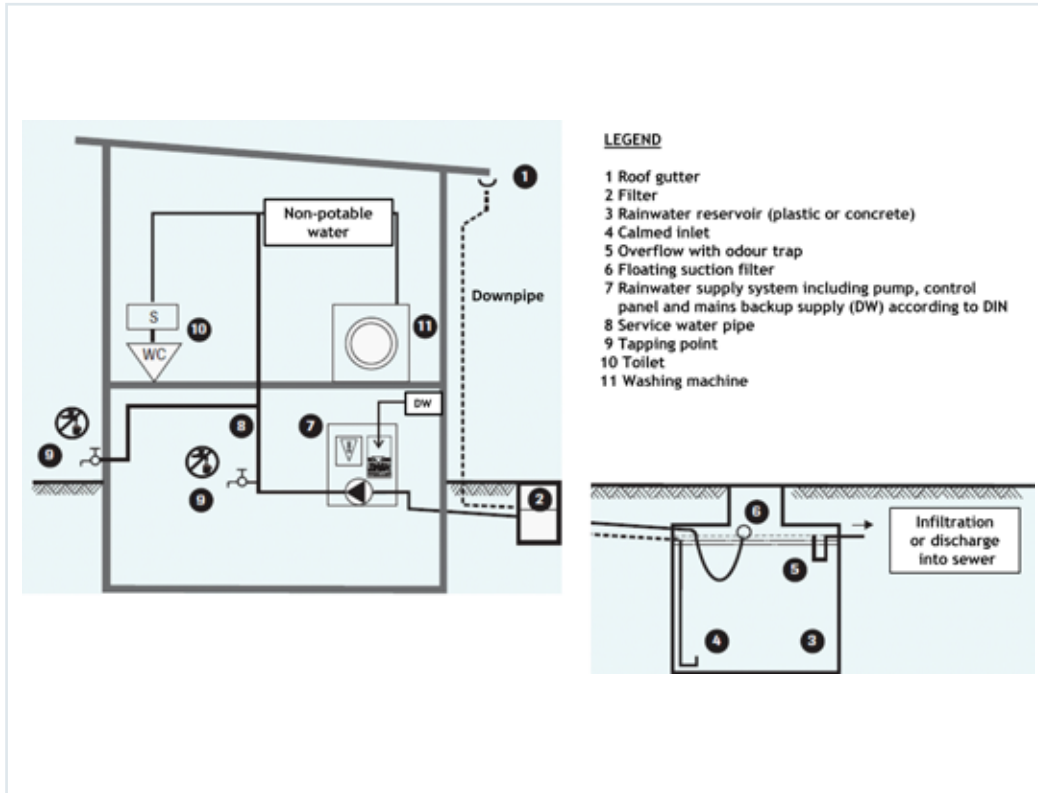 1
Non-potable
water
Downpipe
S
10
WC
11
DW
9
8
7
9
2
LEGEND
1 Roof gutter
2 Filter
3 Rainwater reservoir (plastic or concrete)
4 Calmed inlet
5 Overflow with odour trap
6 Floating suction filter
7 Rainwater supply system including pump, control
panel and mains backup supply (DW) according to DIN
8 Service water pipe
9 Tapping point
10 Toilet
11 Washing machine
6
Infiltration
or discharge
into sewer
5
4
3